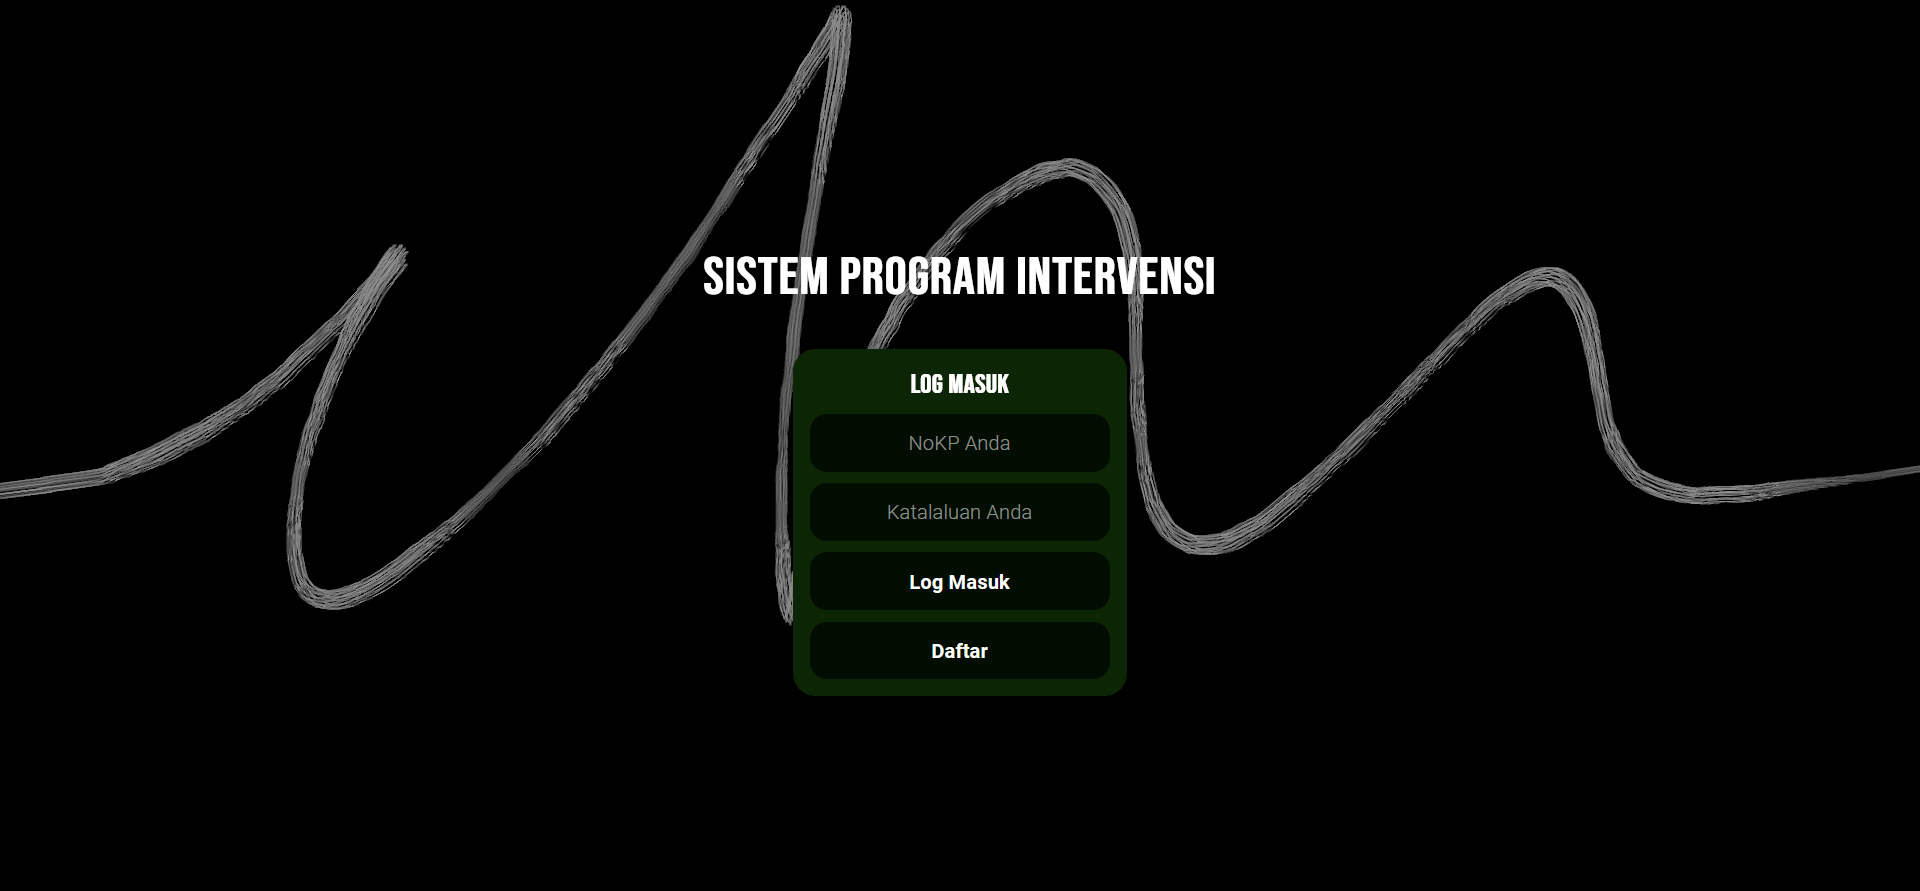 SISTEM PROGRAM INTERVENSI
LOG MASUK
NoKP Anda
Katalaluan Anda
Log Masuk
Daftar